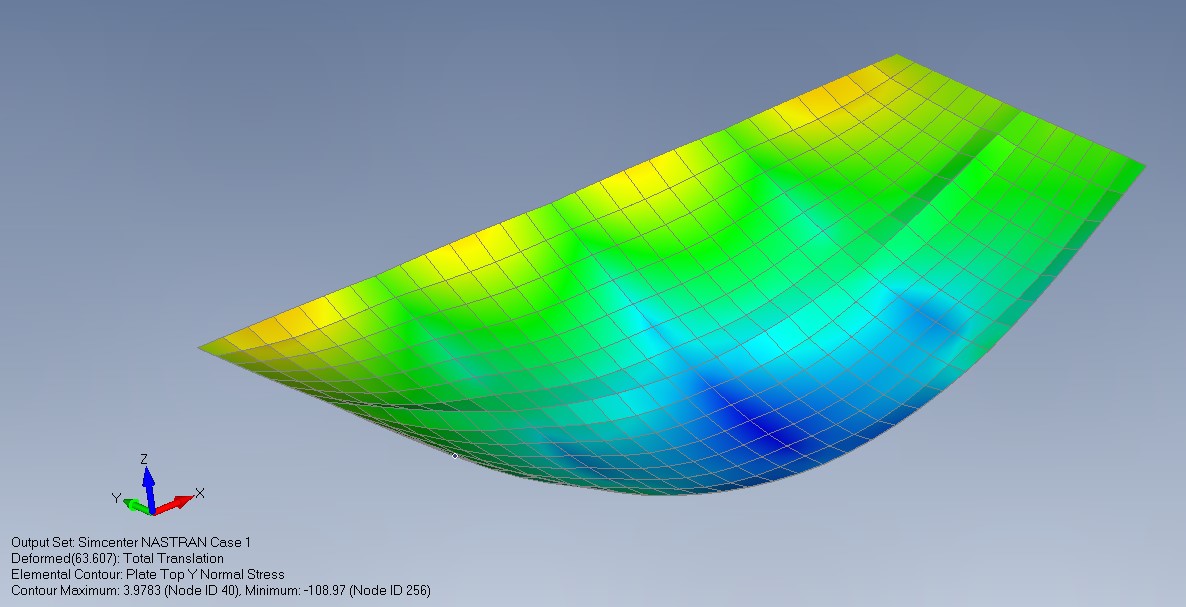 Z
Y
X
Output Set: Simcenter NASTRAN Case 1
Deformed(63.607): Total Translation
Elemental Contour: Plate Top Y Normal Stress
Contour Maximum: 3.9783 (Node ID 40), Minimum: -108.97 (Node ID 256)